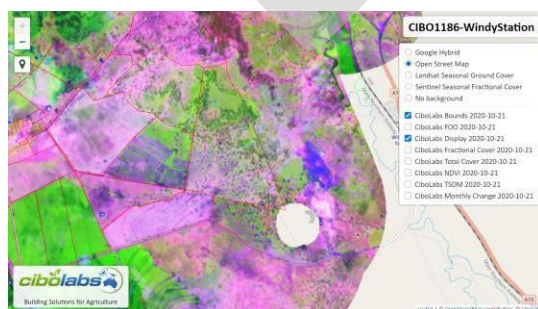 CIBO1186-WindyStation
+
−
Google Hybrid
Open Street Map
Landsat Seasonal Ground Cover
Sentinel Seasonal Fractional Cover
No background
CiboLabs Bounds 2020-10-21
CiboLabs FOO 2020-10-21
CiboLabs Display 2020-10-21
CiboLabs Fractional Cover 2020-10-21
CiboLabs Total Cover 2020-10-21
CiboLabs NDVI 2020-10-21
CiboLabs TSDM 2020-10-21
CiboLabs Monthly Change 2020-10-21
A15
cibolabs
Building Solutions for Agriculture